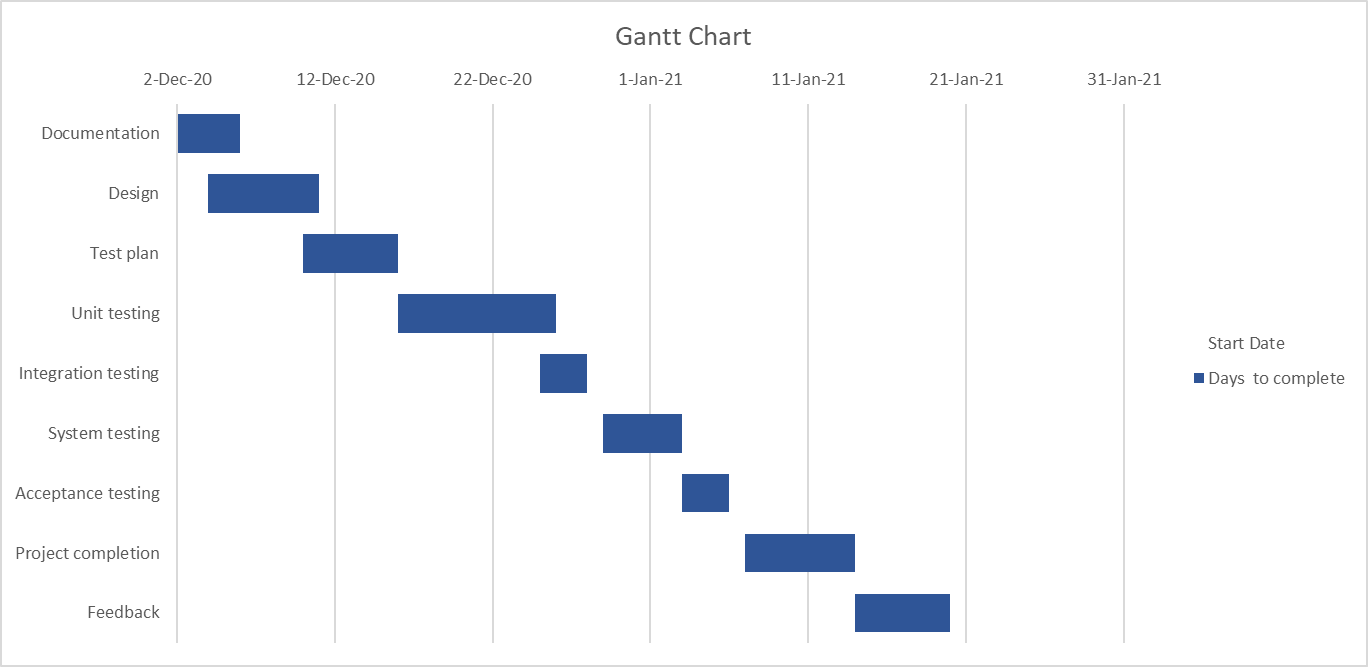 Gantt Chart
2-Dec-20 12-Dec-20 22-Dec-20 1-Jan-21 11-Jan-21 21-Jan-21 31-Jan-21
Documentation
Design
Test plan
Unit testing
Start Date
Integration testing
Days  to complete
System testing
Acceptance testing
Project completion
Feedback